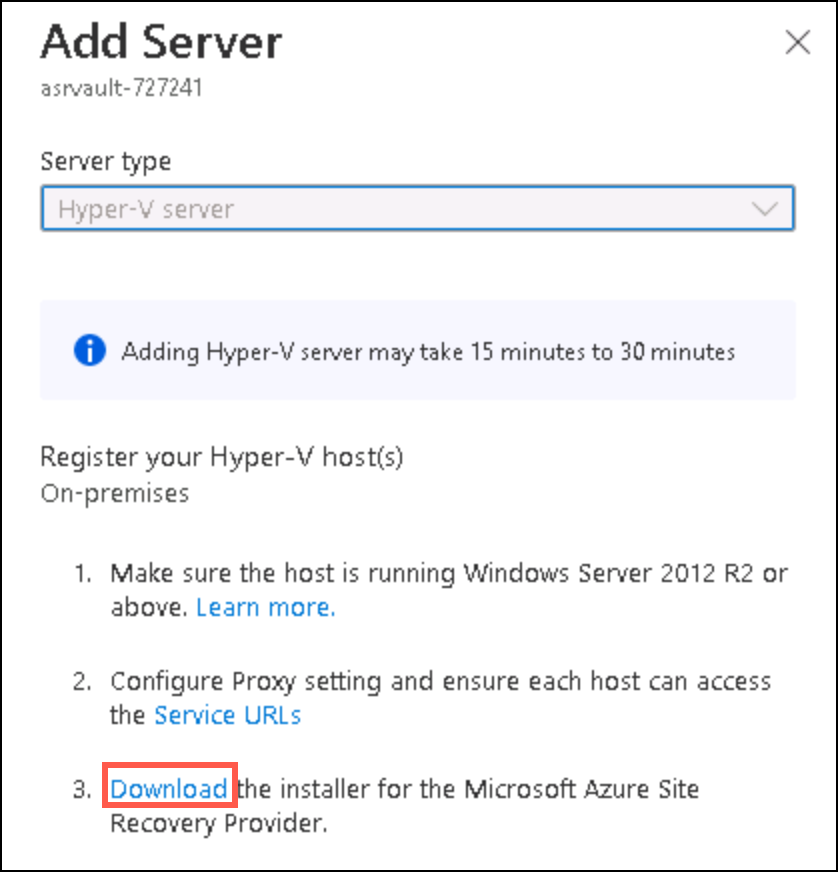 Add Server
asrvault-727241
Server type
Hyper-V server
Adding Hyper-V server may take 15 minutes to 30 minutes
Register your Hyper-V host(s)
On-premises
1. Make sure the host is running Windows Server 2012 R2 or
above. Learn more.
2. Configure Proxy setting and ensure each host can access
the Service URLs
3. Download the installer for the Microsoft Azure Site
Recovery Provider.